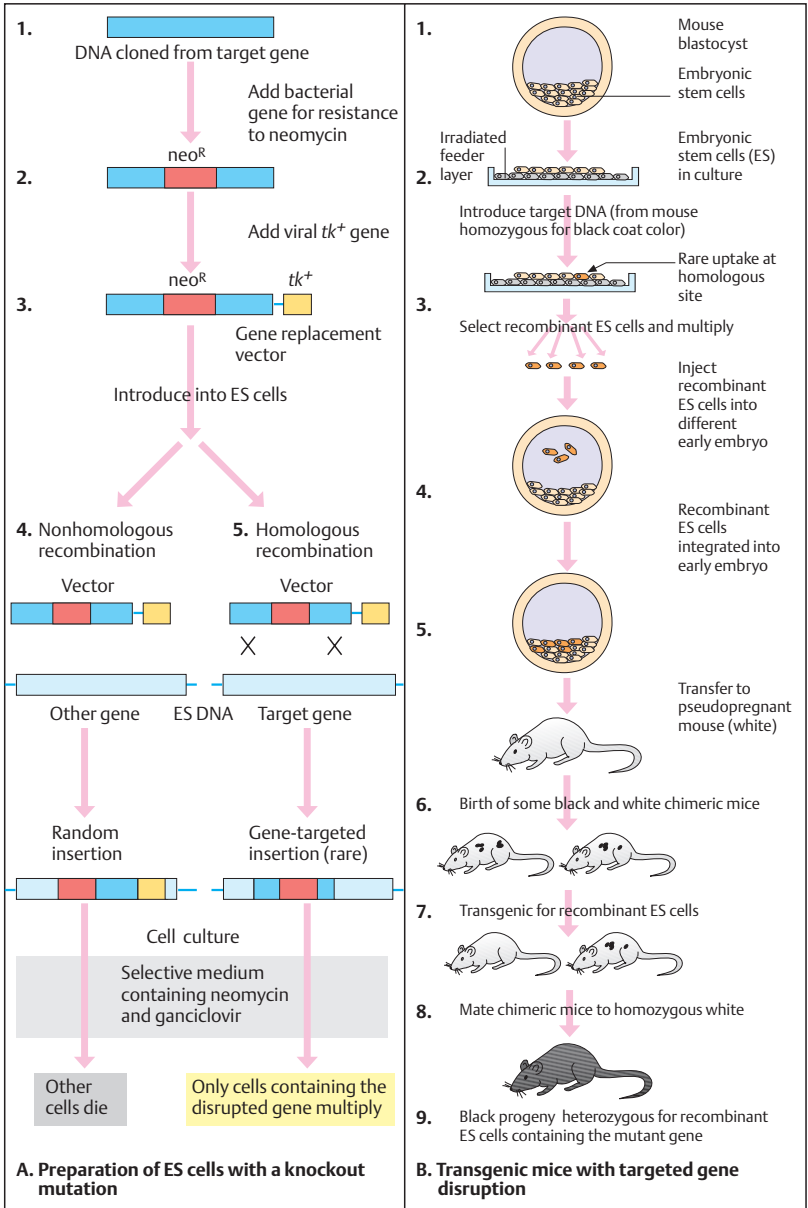 1.
DNA cloned from target gene
Add bacterial
gene for resistance
to neomycin
neoR
2.
Add viral tk+ gene
neoR
tk+
3.
Gene replacement
vector
Introduce into ES cells
4. Nonhomologous
recombination
5. Homologous
recombination
Vector
Vector
Other gene
ES DNA
Target gene
Random
insertion
Gene-targeted
insertion (rare)
Cell culture
Selective medium
containing neomycin
and ganciclovir
Other
cells die
Only cells containing the
disrupted gene multiply
A. Preparation of ES cells with a knockout
mutation
1.
Mouse
blastocyst
Embryonic
stem cells
Irradiated
feeder
layer
Embryonic
stem cells (ES)
in culture
2.
Introduce target DNA (from mouse
homozygous for black coat color)
Rare uptake at
homologous
site
3.
Select recombinant ES cells and multiply
Inject
recombinant
ES cells into
different
early embryo
4.
Recombinant
ES cells
integrated into
early embryo
5.
Transfer to
pseudopregnant
mouse (white)
6. Birth of some black and white chimeric mice
7. Transgenic for recombinant ES cells
8. Mate chimeric mice to homozygous white
9. Black progeny heterozygous for recombinant
ES cells containing the mutant gene
B. Transgenic mice with targeted gene
disruption